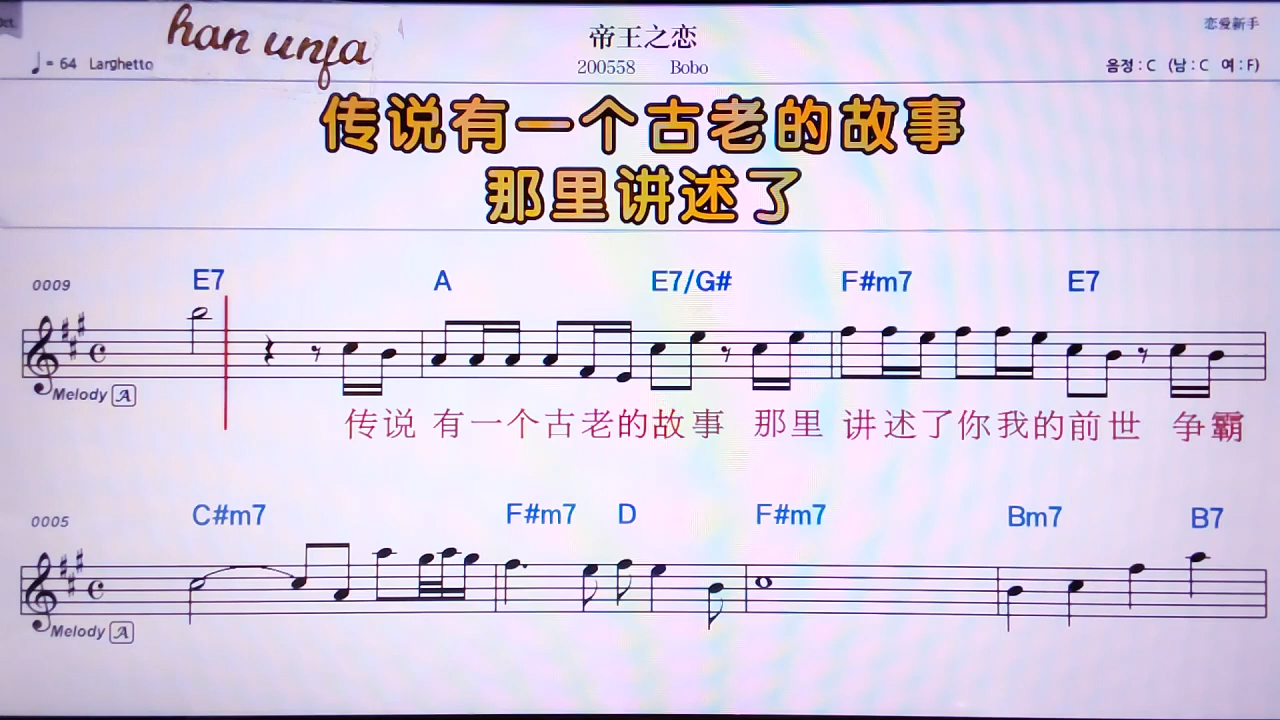 han unfa
帝王之恋
恋爱新手
♩= 64 Larghetto
200558 Bobo
음정 : C (남 : C 여 : F)
传说有一个古老的故事
那里讲述了
E7 A E7/G# F#m7 E7
0009
Melody A
传说 有一个古老的故事 那里 讲述了你我的前世 争霸
C#m7 F#m7 D F#m7 Bm7 B7
0005
Melody A